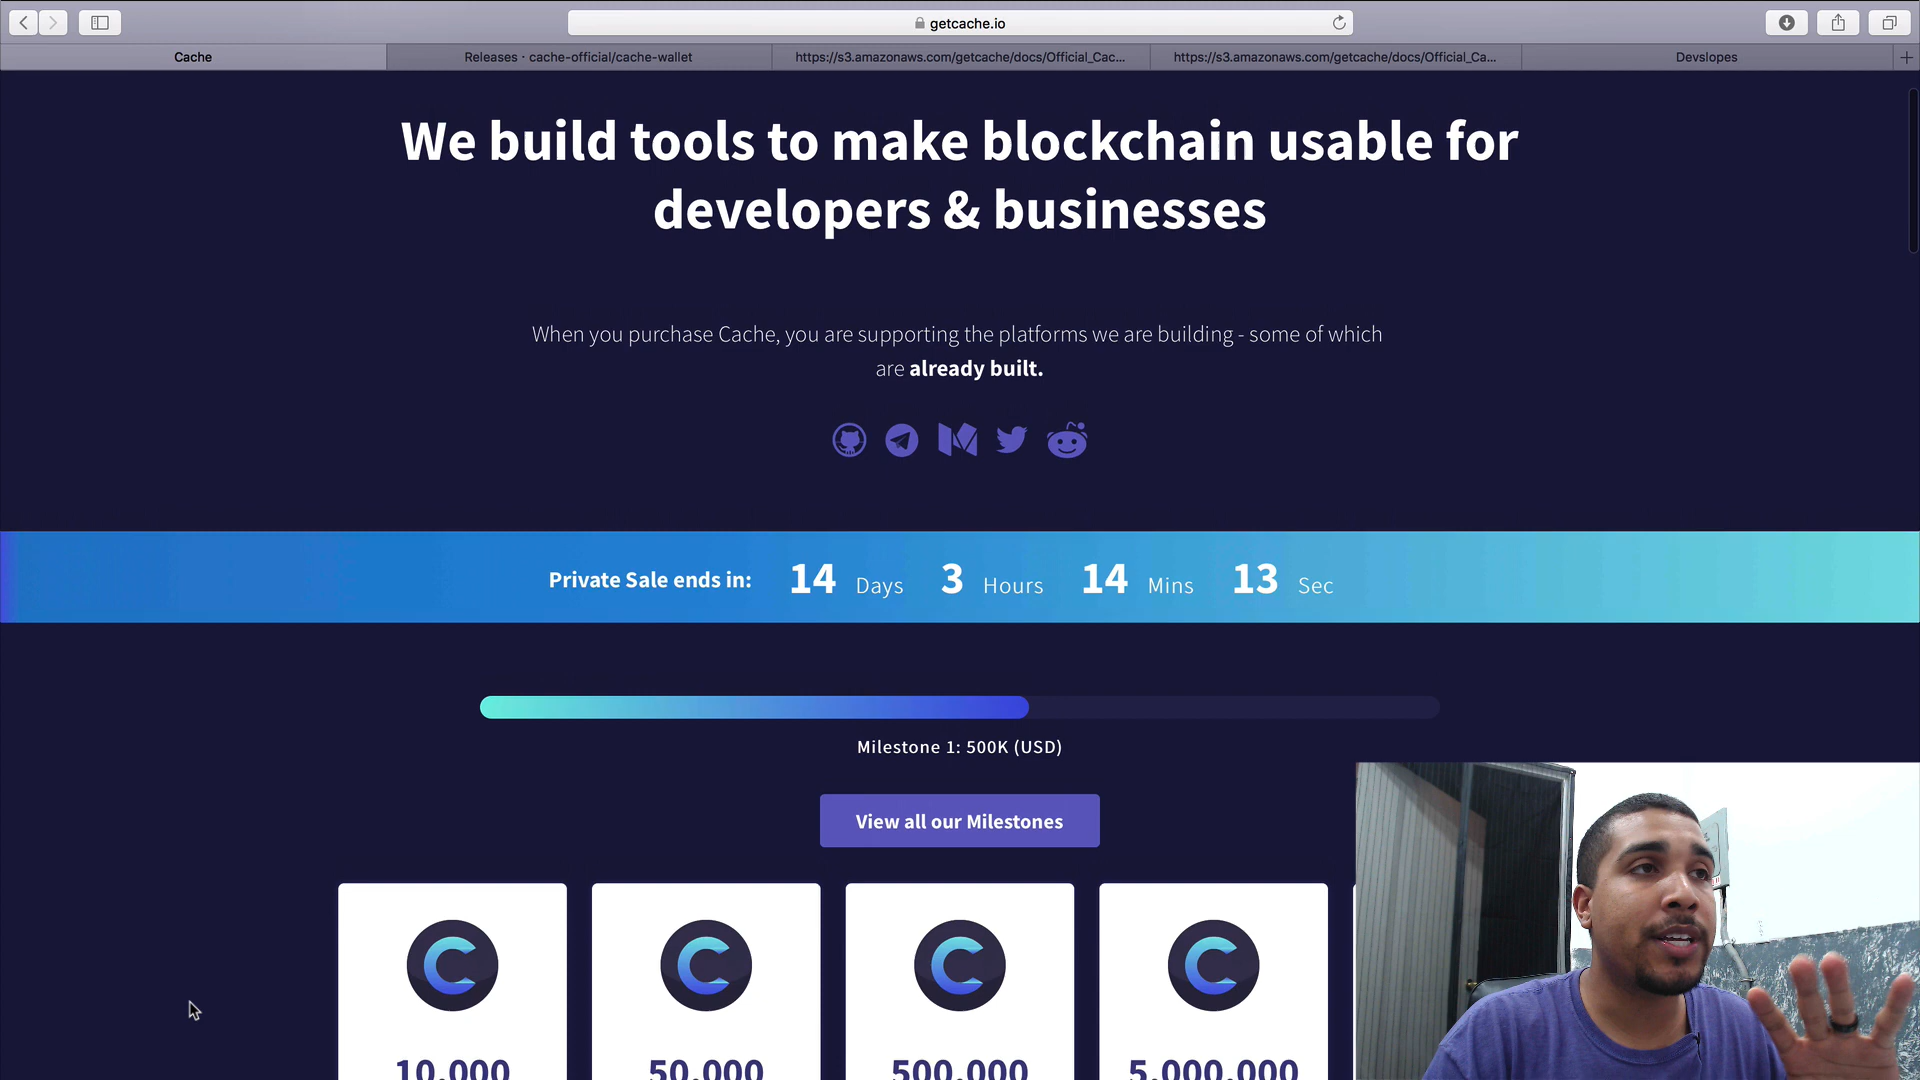 getcache.io
Cache
Releases · cache-official/cache-wallet
https://s3.amazonaws.com/getcache/docs/Official_Cac...
https://s3.amazonaws.com/getcache/docs/Official_Ca...
Devslopes
We build tools to make blockchain usable for
developers & businesses
When you purchase Cache, you are supporting the platforms we are building - some of which
are already built.
Private Sale ends in: 14 Days 3 Hours 14 Mins 13 Sec
Milestone 1: 500K (USD)
View all our Milestones
10,000
50,000
500,000
5,000,000